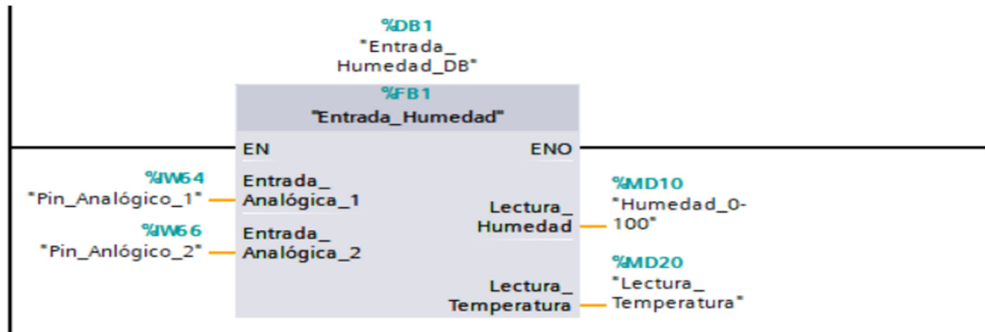 %DB1
"Entrada_
Humedad_DB"
%FB1
"Entrada_Humedad"
EN
ENO
%IW64
"Pin_Analógico_1"
Entrada_
Analógica_1
%IW66
"Pin_Anlógico_2"
Entrada_
Analógica_2
Lectura_
Humedad
%MD10
"Humedad_0-
100"
Lectura_
Temperatura
%MD20
"Lectura_
Temperatura"